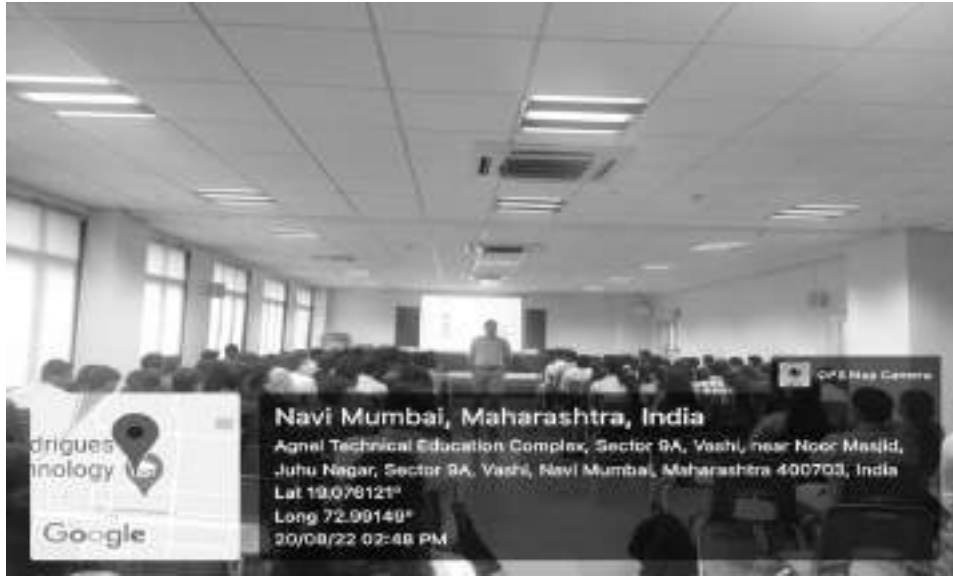 GPS Map Camera
Navi Mumbai, Maharashtra, India
Agnel Technical Education Complex, Sector 9A, Vashi, near Noor Masjid,
Juhu Nagar, Sector 9A, Vashi, Navi Mumbai, Maharashtra 400703, India
Lat 19.076121°
Long 72.99149°
20/08/22 02:48 PM
drigues
hnology
Google